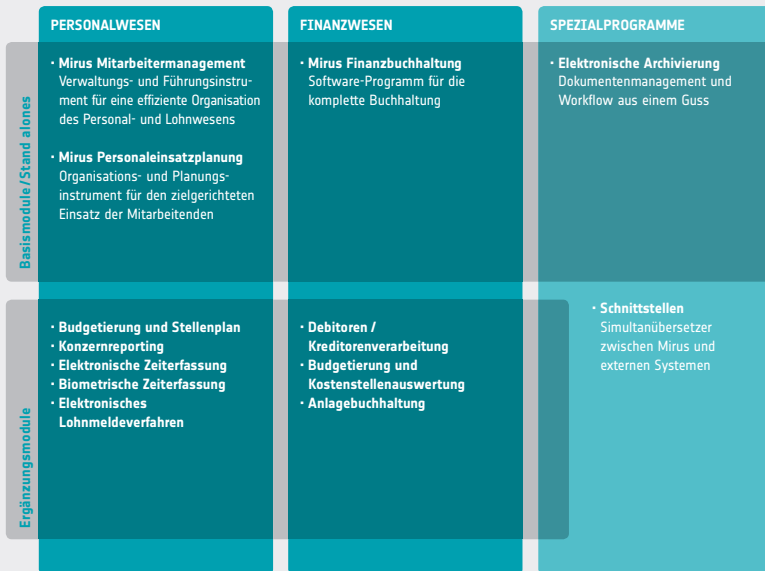 PERSONALWESEN
FINANZWESEN
SPEZIALPROGRAMME
Basismodule / Stand alones
· Mirus Mitarbeitermanagement
Verwaltungs- und Führungsinstru-
ment für eine effiziente Organisation
des Personal- und Lohnwesens
· Mirus Personaleinsatzplanung
Organisations- und Planungs-
instrument für den zielgerichteten
Einsatz der Mitarbeitenden
· Mirus Finanzbuchhaltung
Software-Programm für die
komplette Buchhaltung
· Elektronische Archivierung
Dokumentenmanagement und
Workflow aus einem Guss
Ergänzungsmodule
· Budgetierung und Stellenplan
· Konzernreporting
· Elektronische Zeiterfassung
· Biometrische Zeiterfassung
· Elektronisches
Lohnmeldeverfahren
· Debitoren /
Kreditorenverarbeitung
· Budgetierung und
Kostenstellenauswertung
· Anlagebuchhaltung
· Schnittstellen
Simultanübersetzer
zwischen Mirus und
externen Systemen